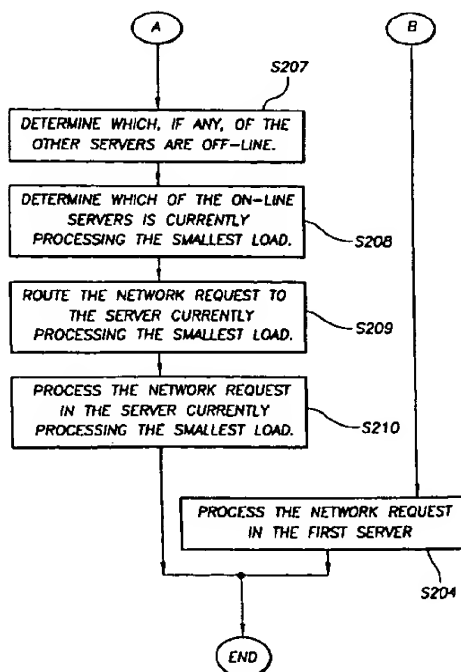 A
B
S207
DETERMINE WHICH, IF ANY, OF THE
OTHER SERVERS ARE OFF-LINE.
DETERMINE WHICH OF THE ON-LINE
SERVERS IS CURRENTLY
PROCESSING THE SMALLEST LOAD.
S208
ROUTE THE NETWORK REQUEST TO
THE SERVER CURRENTLY
PROCESSING THE SMALLEST LOAD.
S209
PROCESS THE NETWORK REQUEST
IN THE SERVER CURRENTLY
PROCESSING THE SMALLEST LOAD.
S210
PROCESS THE NETWORK REQUEST
IN THE FIRST SERVER
S204
END